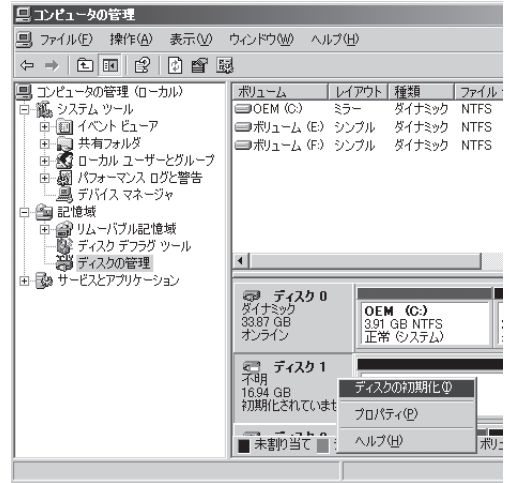 コンピュータの管理
ファイル(F) 操作(A) 表示(V) ウィンドウ(W) ヘルプ(H)
コンピュータの管理 (ローカル)
システム ツール
イベント ビューア
共有フォルダ
ローカル ユーザーとグループ
パフォーマンス ログと警告
デバイス マネージャ
記憶域
リムーバブル記憶域
ディスク デフラグ ツール
ディスクの管理
サービスとアプリケーション
ボリューム レイアウト 種類 ファイル
OEM (C:) ミラー ダイナミック NTFS
ボリューム (E:) シンプル ダイナミック NTFS
ボリューム (F:) シンプル ダイナミック NTFS
ディスク 0
ダイナミック
33.87 GB
オンライン
OEM (C:)
3.91 GB NTFS
正常 (システム)
ディスク 1
不明
16.94 GB
初期化されていませ
ディスクの初期化(I)
プロパティ(P)
ヘルプ(H)
未割り当て